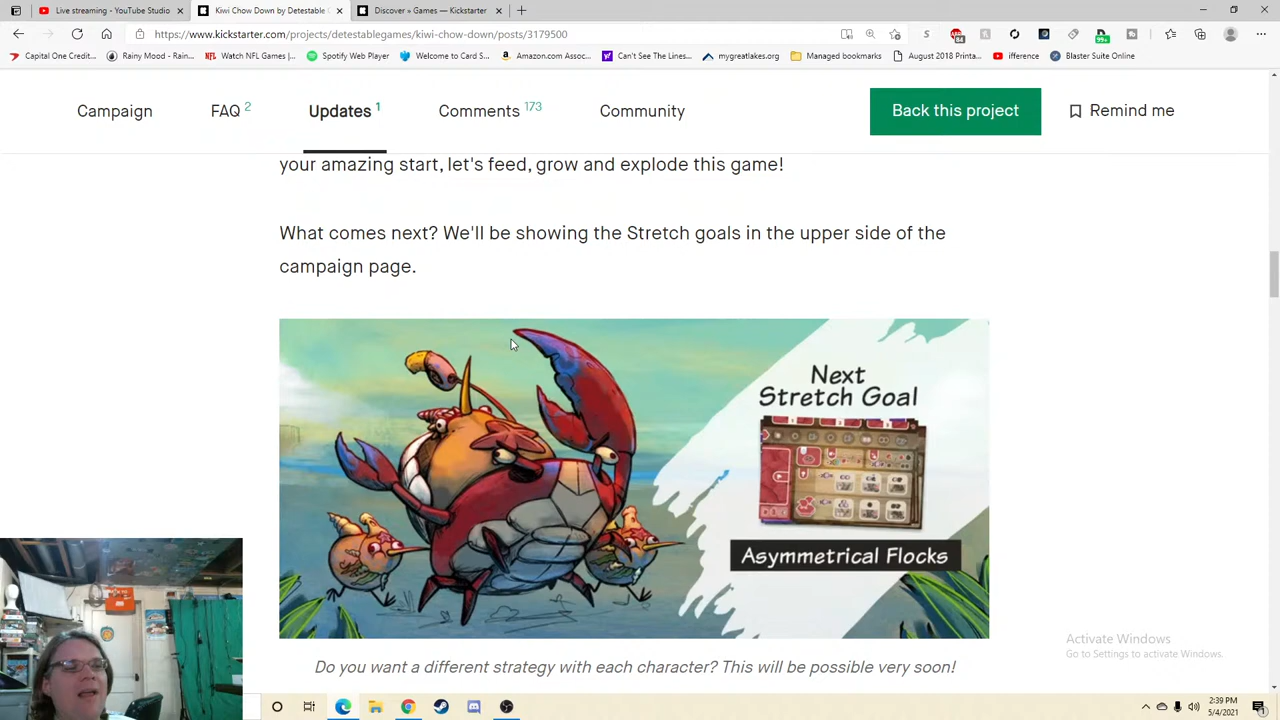 Live streaming - YouTube Studio
Kiwi Chow Down by Detestable G
Discover » Games — Kickstarter
https://www.kickstarter.com/projects/detestablegames/kiwi-chow-down/posts/3179500
Capital One Credit...
Rainy Mood - Rainy...
Watch NFL Games |...
Spotify Web Player
Welcome to Card S...
Amazon.com: Assoc...
Can't See The Lines...
mygreatlakes.org
Managed bookmarks
August 2018 Printa...
ifference
Blaster Suite Online
Campaign
FAQ 2
Updates 1
Comments 173
Community
Back this project
Remind me
your amazing start, let's feed, grow and explode this game!
What comes next? We'll be showing the Stretch goals in the upper side of the
campaign page.
Next
Stretch Goal
Asymmetrical Flocks
Do you want a different strategy with each character? This will be possible very soon!
Activate Windows
Go to Settings to activate Windows.
2:39 PM
5/4/2021